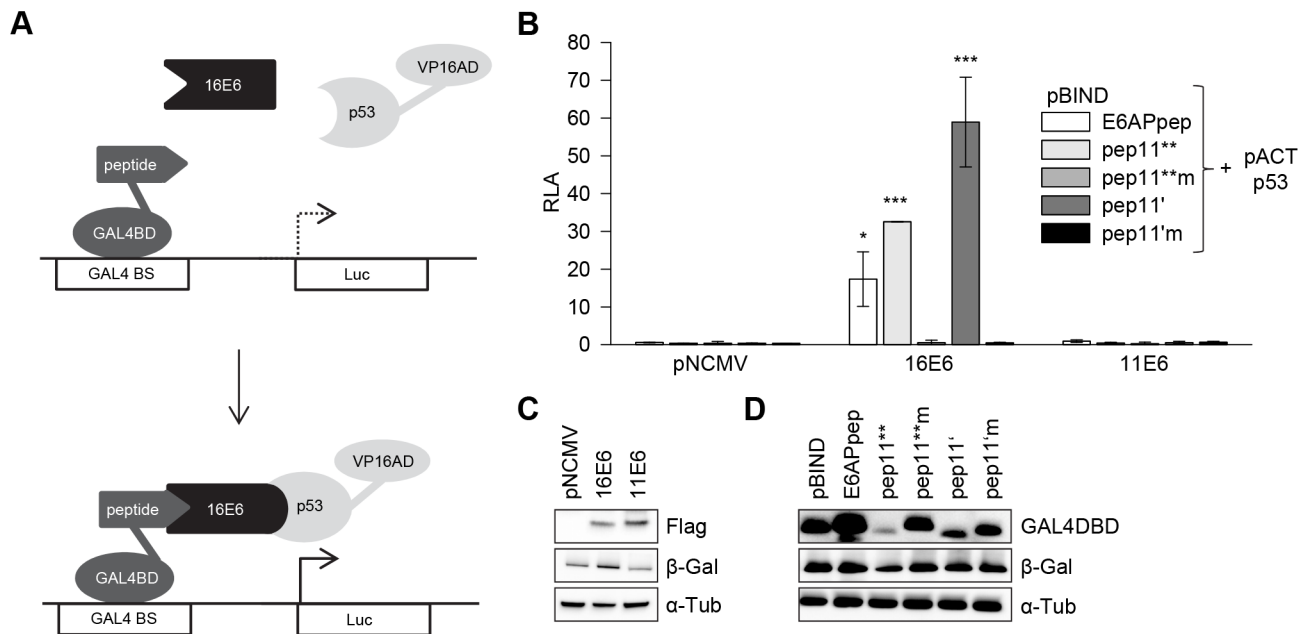 A
16E6
VP16AD
p53
peptide
GAL4BD
GAL4 BS
Luc
VP16AD
peptide
16E6
p53
GAL4BD
GAL4 BS
Luc
B
80
70
60
50
40
30
20
10
0
RLA
*
***
***
pNCMV
16E6
11E6
pBIND
E6APpep
pep11**
pep11**m
pep11'
pep11'm
+ pACT
p53
C
pNCMV
16E6
11E6
Flag
β-Gal
α-Tub
D
pBIND
E6APpep
pep11**
pep11**m
pep11‘
pep11‘m
GAL4DBD
β-Gal
α-Tub